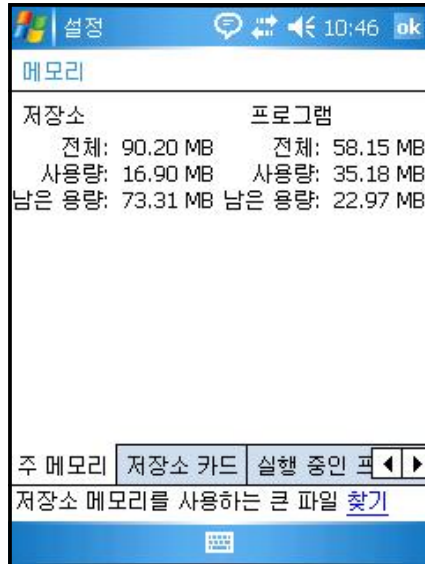 설정 10:46 ok
메모리
저장소 프로그램
전체: 90.20 MB 전체: 58.15 MB
사용량: 16.90 MB 사용량: 35.18 MB
남은 용량: 73.31 MB 남은 용량: 22.97 MB
주 메모리 저장소 카드 실행 중인 프
저장소 메모리를 사용하는 큰 파일 찾기